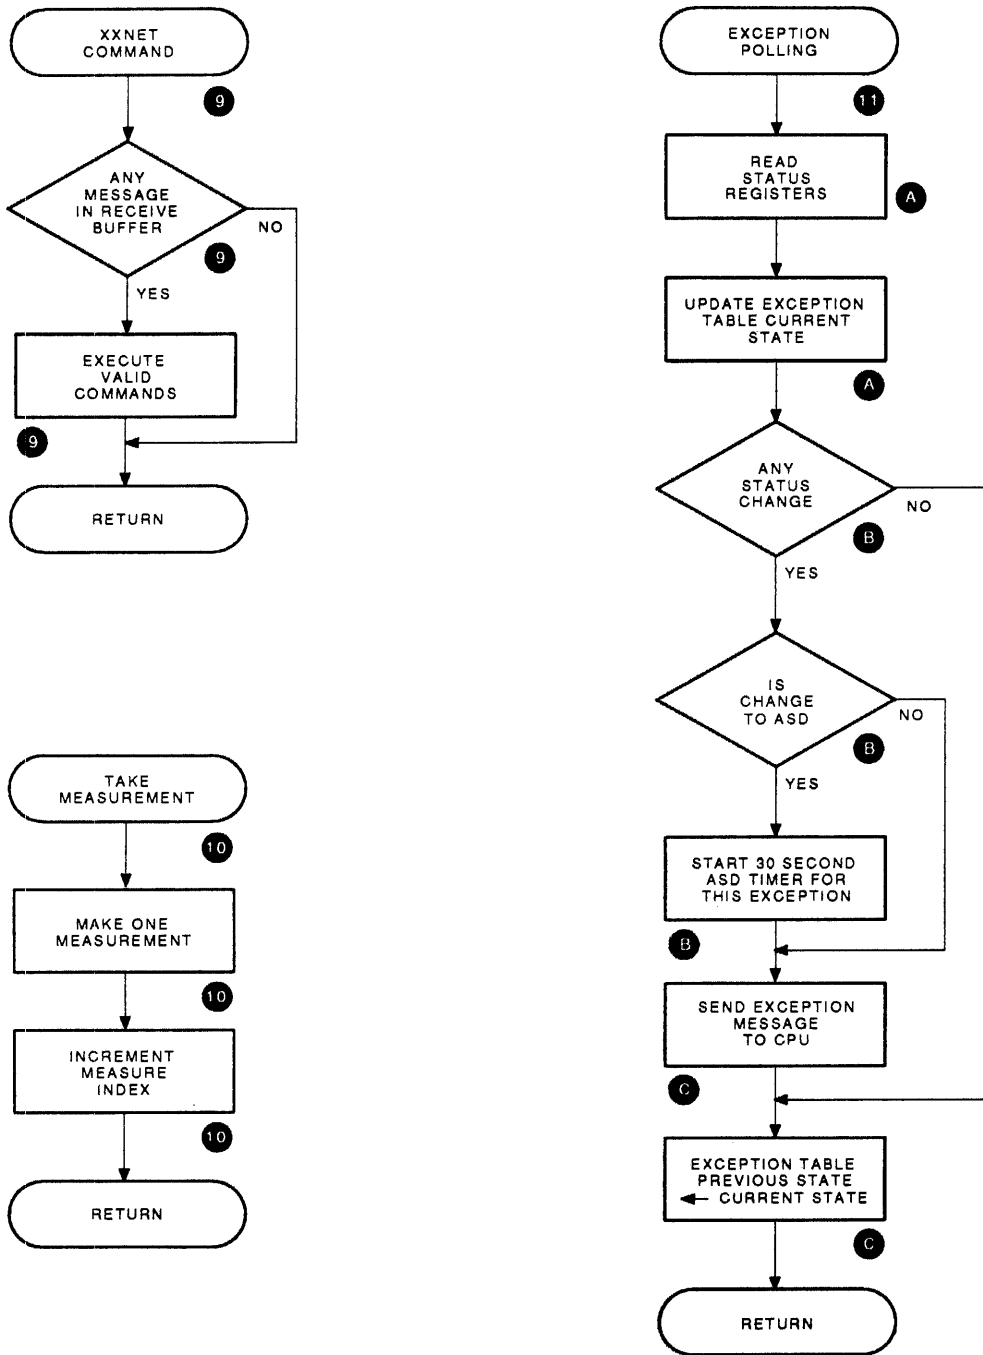 XXNET
COMMAND
9
ANY
MESSAGE
IN RECEIVE
BUFFER
NO
9
YES
EXECUTE
VALID
COMMANDS
9
RETURN
TAKE
MEASUREMENT
10
MAKE ONE
MEASUREMENT
10
INCREMENT
MEASURE
INDEX
10
RETURN
EXCEPTION
POLLING
11
READ
STATUS
REGISTERS
A
UPDATE EXCEPTION
TABLE CURRENT
STATE
A
ANY
STATUS
CHANGE
NO
B
YES
IS
CHANGE
TO ASD
NO
B
YES
START 30 SECOND
ASD TIMER FOR
THIS EXCEPTION
B
SEND EXCEPTION
MESSAGE
TO CPU
C
EXCEPTION TABLE
PREVIOUS STATE
← CURRENT STATE
C
RETURN